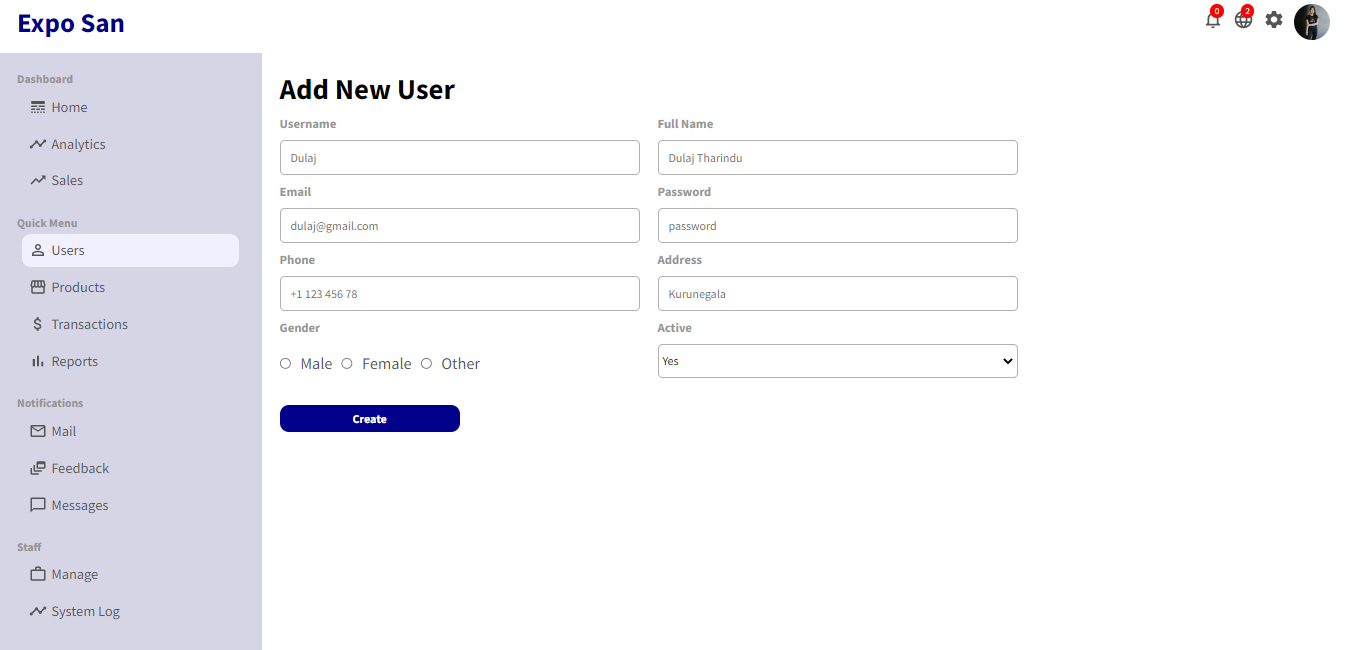 Expo San
0
2
Dashboard
Home
Analytics
Sales
Quick Menu
Users
Products
Transactions
Reports
Notifications
Mail
Feedback
Messages
Staff
Manage
System Log
Add New User
Username
Full Name
Dulaj
Dulaj Tharindu
Email
Password
dulaj@gmail.com
password
Phone
Address
+1 123 456 78
Kurunegala
Gender
Active
Male Female Other
Yes
Create